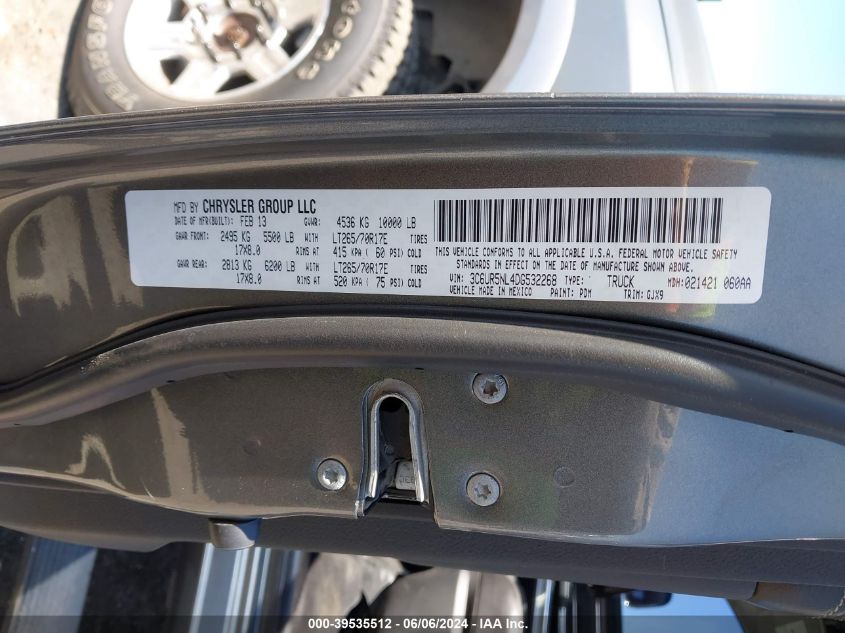 MFD BY CHRYSLER GROUP LLC
DATE OF MFR(BUILT): FEB 13 GVWR: 4536 KG 10000 LB
GAWR FRONT: 2495 KG 5500 LB WITH LT265/70R17E TIRES
17X8.0 RIMS AT 415 KPA ( 60 PSI) COLD
GAWR REAR: 2813 KG 6200 LB WITH LT265/70R17E TIRES
17X8.0 RIMS AT 520 KPA ( 75 PSI) COLD
THIS VEHICLE CONFORMS TO ALL APPLICABLE U.S.A. FEDERAL MOTOR VEHICLE SAFETY
STANDARDS IN EFFECT ON THE DATE OF MANUFACTURE SHOWN ABOVE.
VIN: 3C6UR5NL4DG532268 TYPE: TRUCK MDH:021421 060AA
VEHICLE MADE IN MEXICO PAINT: PDM TRIM: GJX9
000-39535512 - 06/06/2024 - IAA Inc.